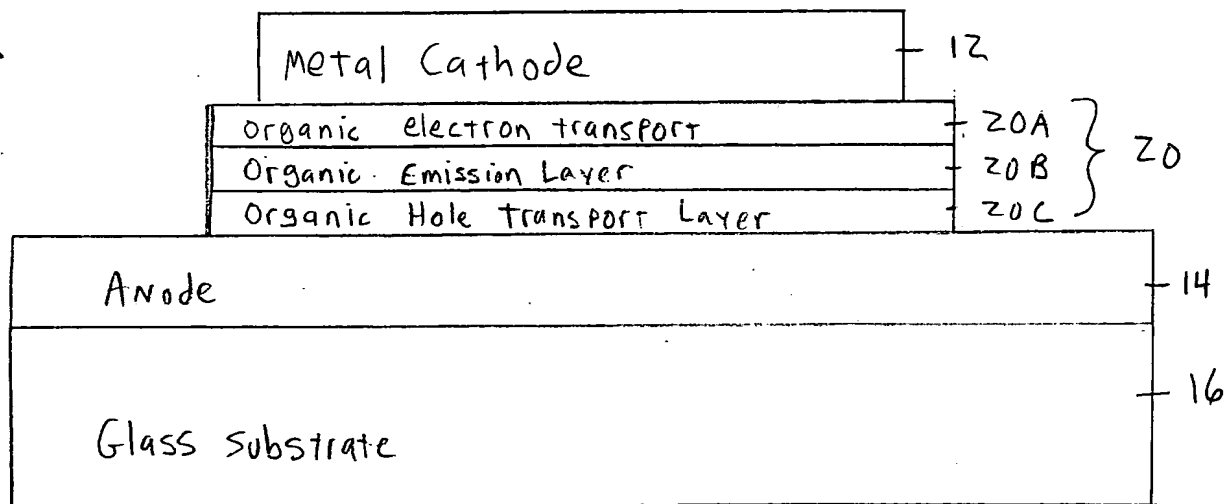 Metal Cathode 12
organic electron transport 20A
Organic Emission Layer 20B 20
Organic Hole Transport Layer 20C
Anode 14
16
Glass Substrate